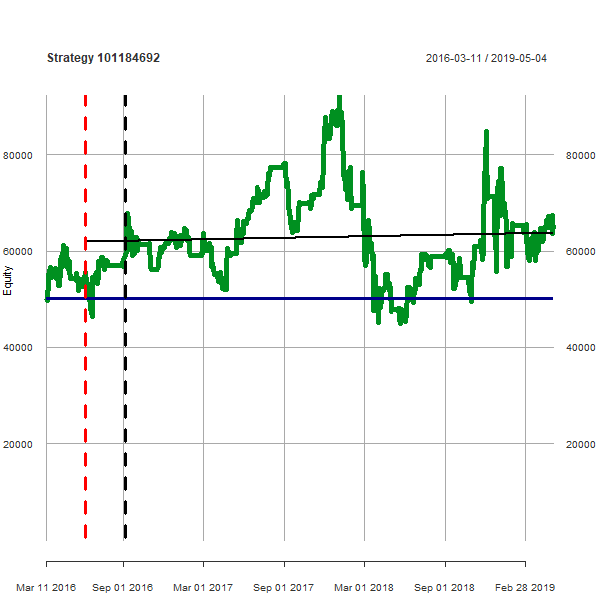 Strategy 101184692
2016-03-11 / 2019-05-04
80000
80000
60000
60000
Equity
40000
40000
20000
20000
Mar 11 2016
Sep 01 2016
Mar 01 2017
Sep 01 2017
Mar 01 2018
Sep 01 2018
Feb 28 2019